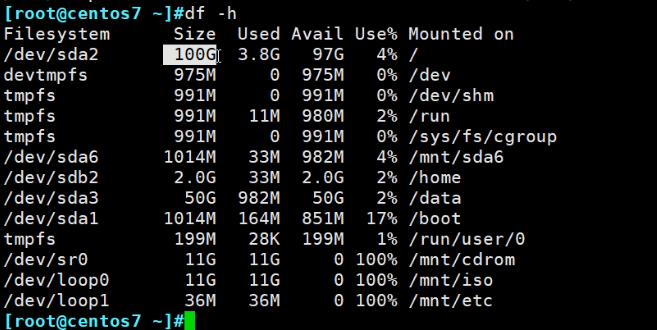 [root@centos7 ~]#df -h
Filesystem      Size  Used Avail Use% Mounted on
/dev/sda2       100G  3.8G   97G   4% /
devtmpfs        975M     0  975M   0% /dev
tmpfs           991M     0  991M   0% /dev/shm
tmpfs           991M   11M  980M   2% /run
tmpfs           991M     0  991M   0% /sys/fs/cgroup
/dev/sda6      1014M   33M  982M   4% /mnt/sda6
/dev/sdb2       2.0G   33M  2.0G   2% /home
/dev/sda3        50G  982M   50G   2% /data
/dev/sda1      1014M  164M  851M  17% /boot
tmpfs           199M   28K  199M   1% /run/user/0
/dev/sr0         11G   11G     0 100% /mnt/cdrom
/dev/loop0       11G   11G     0 100% /mnt/iso
/dev/loop1       36M   36M     0 100% /mnt/etc
[root@centos7 ~]#